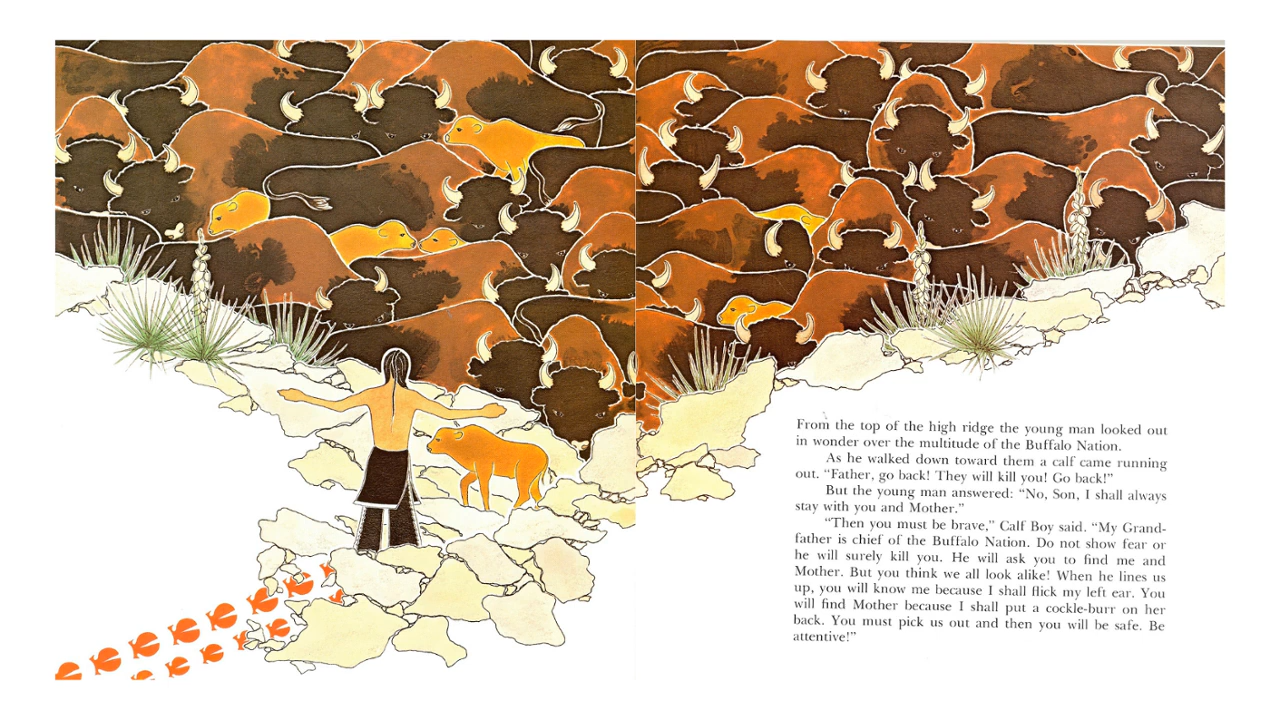 From the top of the high ridge the young man looked out
in wonder over the multitude of the Buffalo Nation.
As he walked down toward them a calf came running
out. “Father, go back! They will kill you! Go back!”
But the young man answered: “No, Son, I shall always
stay with you and Mother.”
“Then you must be brave,” Calf Boy said. “My Grand-
father is chief of the Buffalo Nation. Do not show fear or
he will surely kill you. He will ask you to find me and
Mother. But you think we all look alike! When he lines us
up, you will know me because I shall flick my left ear. You
will find Mother because I shall put a cockle-burr on her
back. You must pick us out and then you will be safe. Be
attentive!”